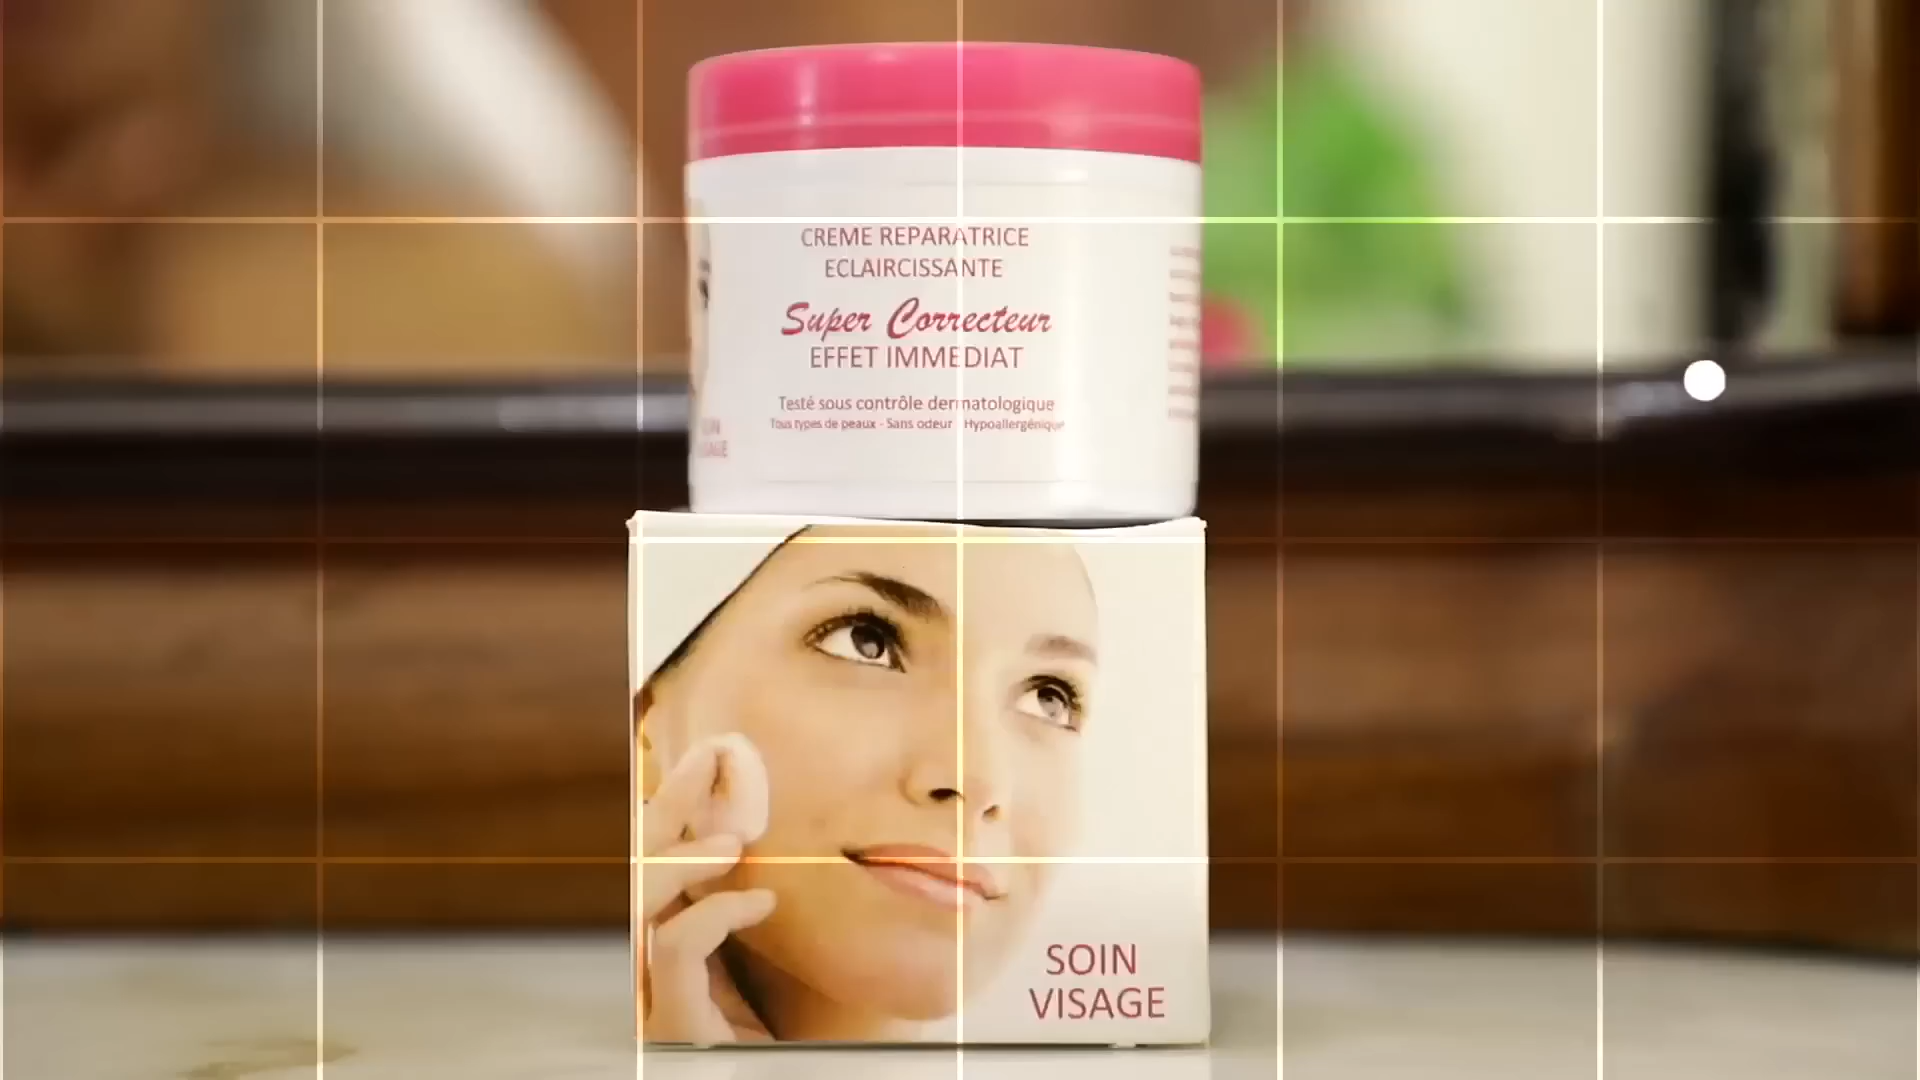 CREME REPARATRICE
ECLAIRCISSANTE
Super Correcteur
EFFET IMMEDIAT
Testé sous contrôle dermatologique
Tous types de peaux - Sans odeur - Hypoallergénique
SOIN
VISAGE